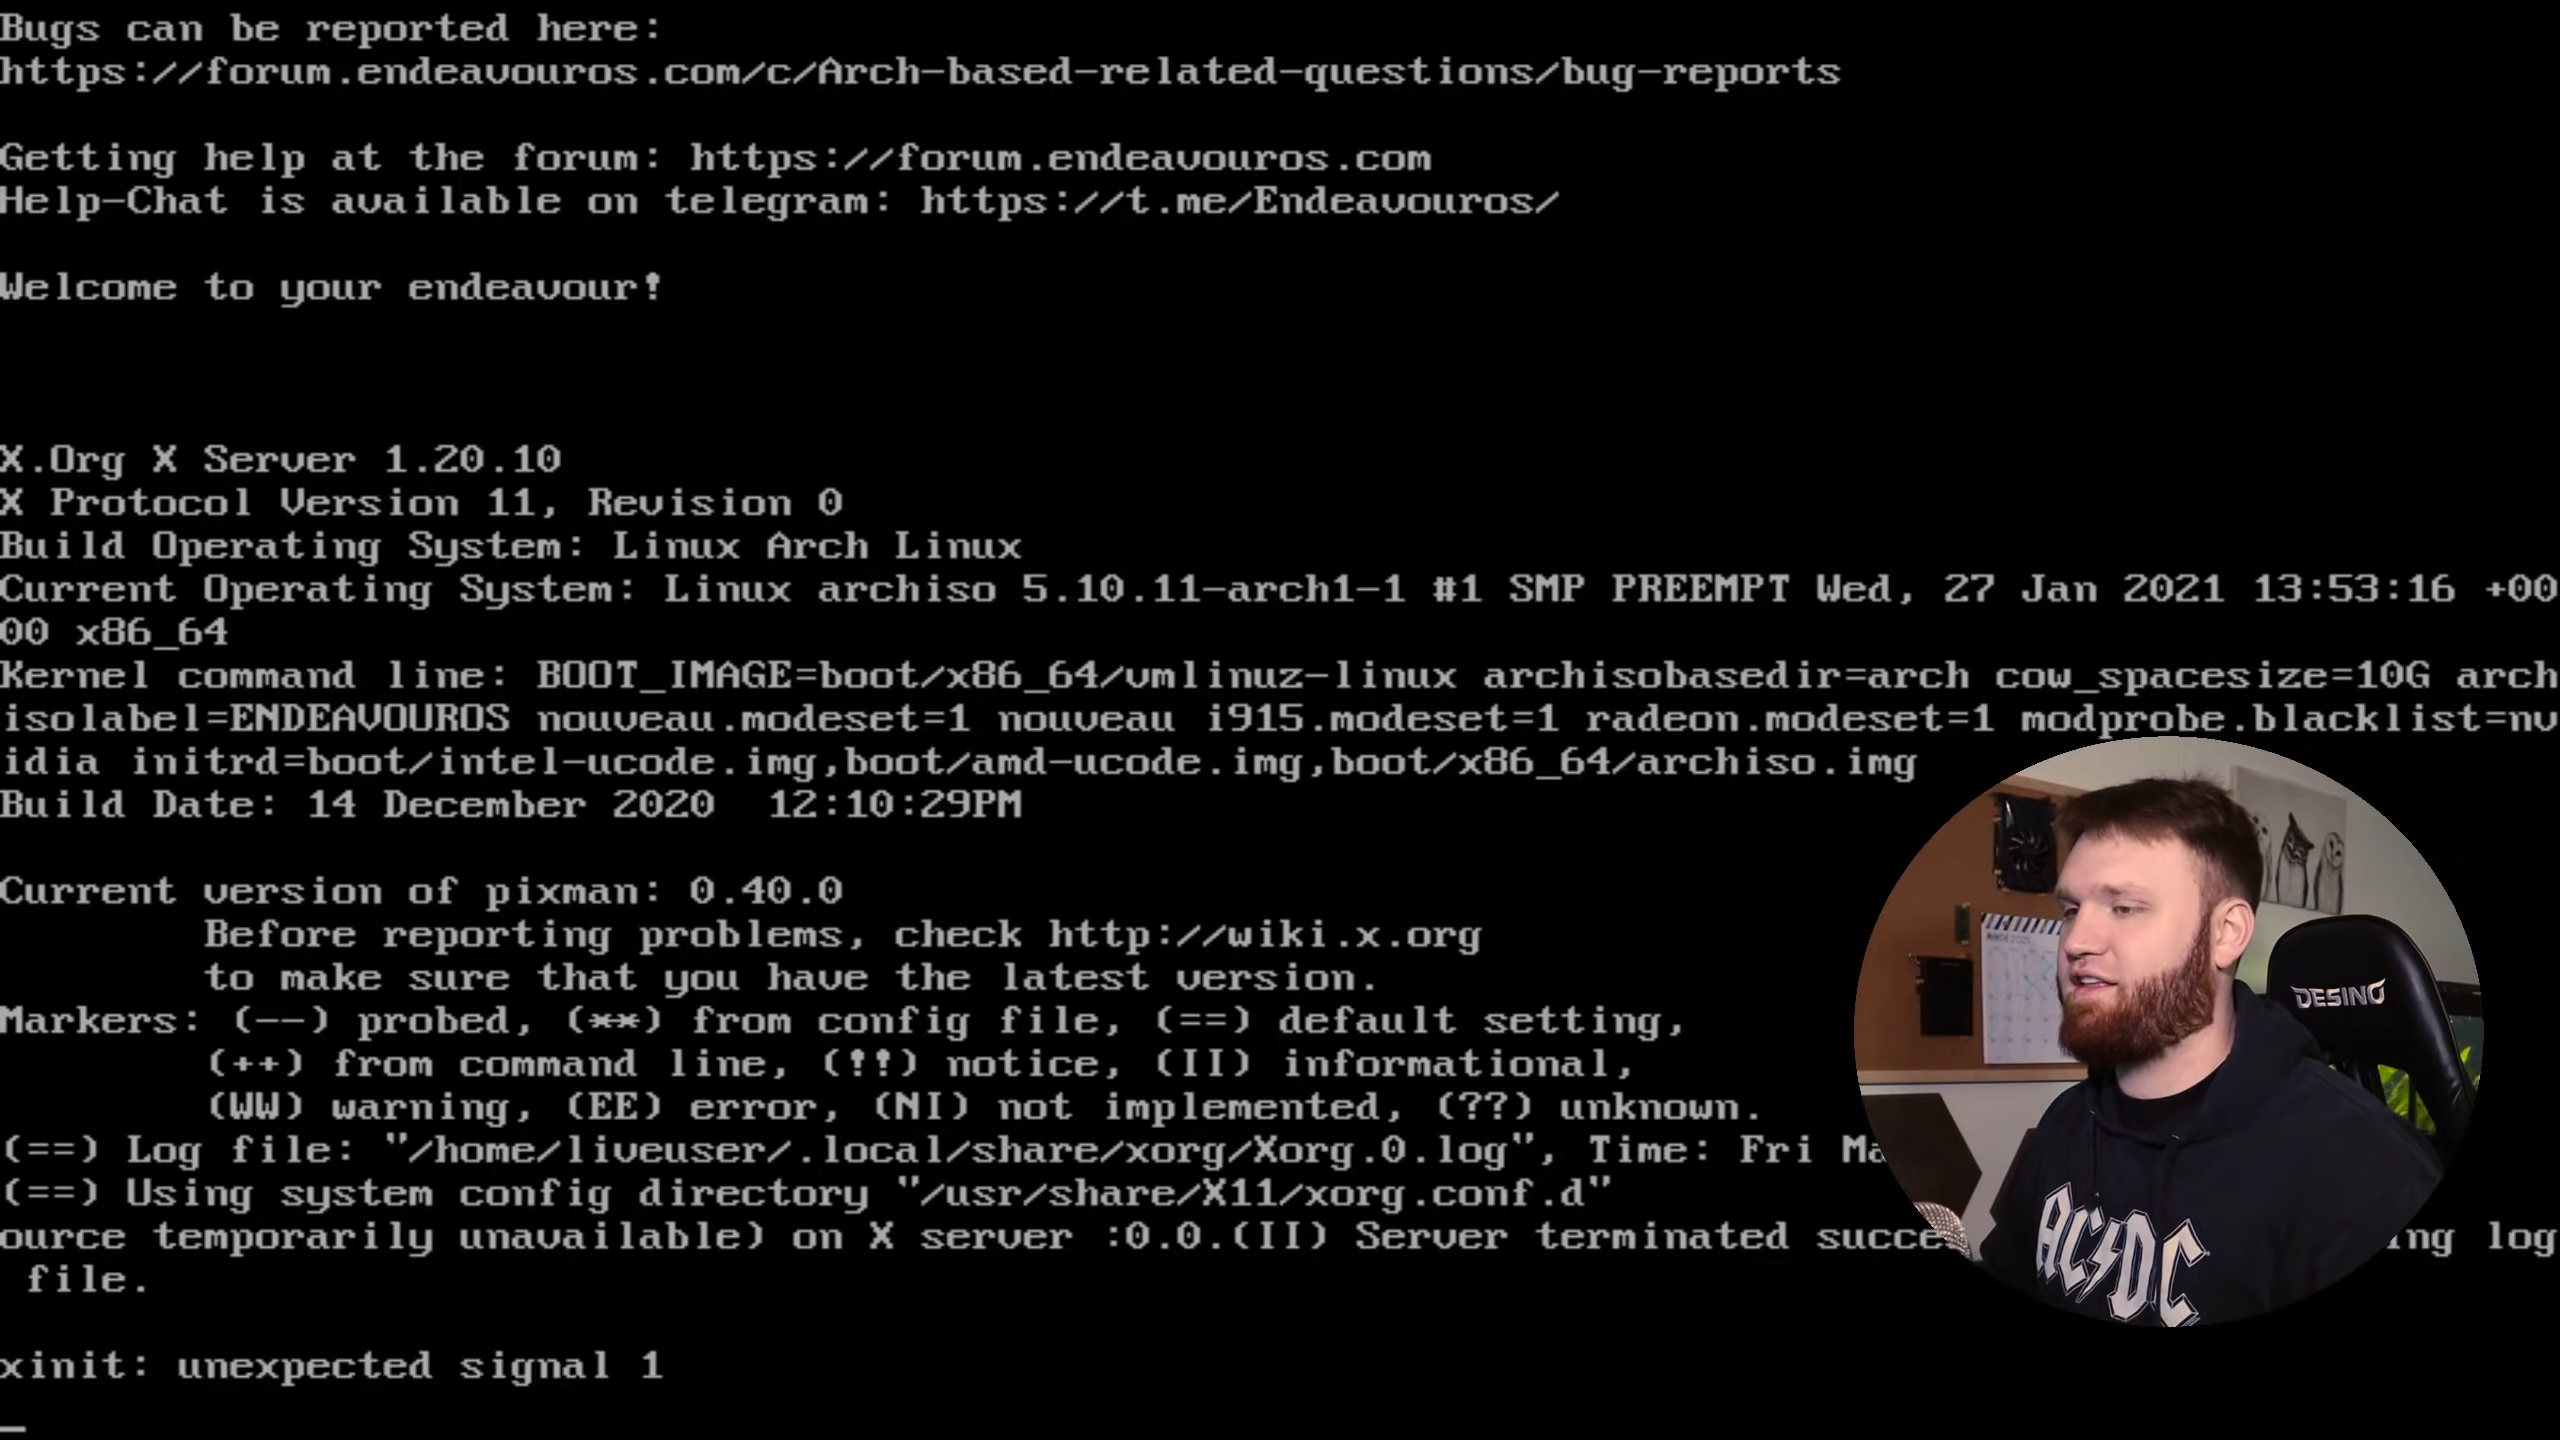 Bugs can be reported here:
https://forum.endeavouros.com/c/Arch-based-related-questions/bug-reports
Getting help at the forum: https://forum.endeavouros.com
Help-Chat is available on telegram: https://t.me/Endeavouros/
Welcome to your endeavour!
X.Org X Server 1.20.10
X Protocol Version 11, Revision 0
Build Operating System: Linux Arch Linux
Current Operating System: Linux archiso 5.10.11-arch1-1 #1 SMP PREEMPT Wed, 27 Jan 2021 13:53:16 +00
00 x86_64
Kernel command line: BOOT_IMAGE=boot/x86_64/vmlinuz-linux archisobasedir=arch cow_spacesize=10G arch
isolabel=ENDEAVOUROS nouveau.modeset=1 nouveau i915.modeset=1 radeon.modeset=1 modprobe.blacklist=nv
idia initrd=boot/intel-ucode.img,boot/amd-ucode.img,boot/x86_64/archiso.img
Build Date: 14 December 2020  12:10:29PM
Current version of pixman: 0.40.0
Before reporting problems, check http://wiki.x.org
to make sure that you have the latest version.
Markers: (--) probed, (**) from config file, (==) default setting,
(++) from command line, (!!) notice, (II) informational,
(WW) warning, (EE) error, (NI) not implemented, (??) unknown.
(==) Log file: "/home/liveuser/.local/share/xorg/Xorg.0.log", Time: Fri Ma
(==) Using system config directory "/usr/share/X11/xorg.conf.d"
ource temporarily unavailable) on X server :0.0.(II) Server terminated succe ing log
file.
xinit: unexpected signal 1
DESINO
AC/DC